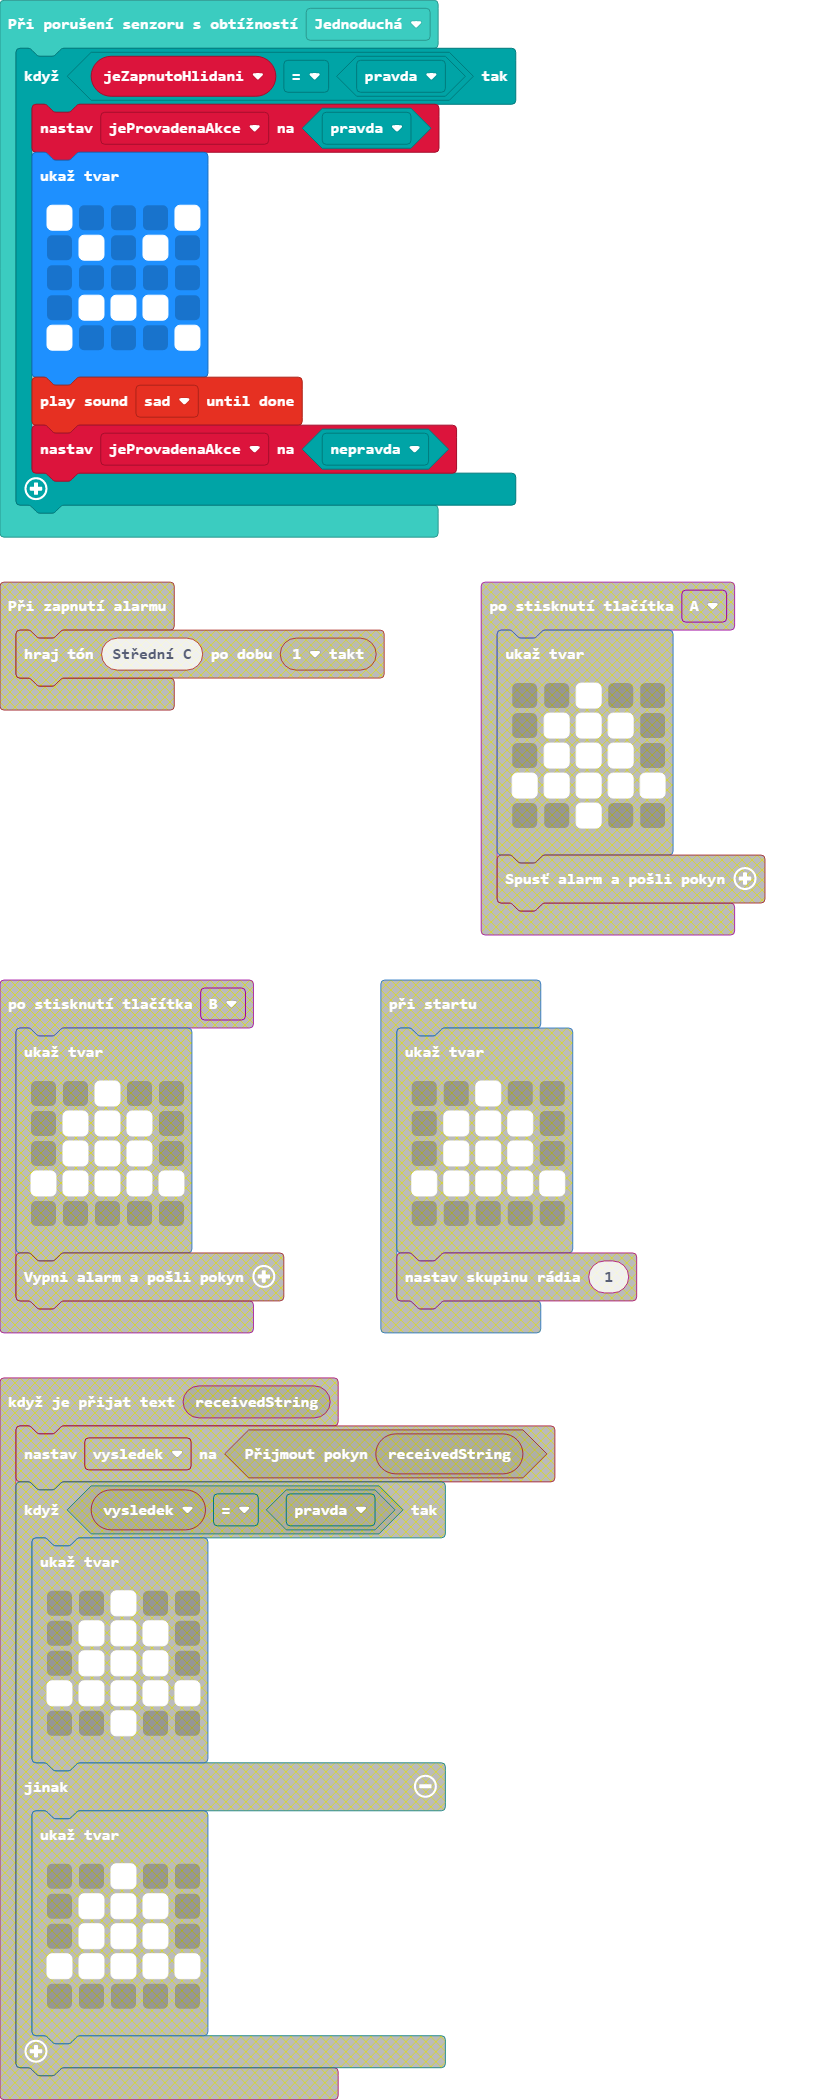 Při porušení senzoru s obtížností Jednoduchá
když jeZapnutoHlidani = pravda tak
nastav jeProvadenaAkce na pravda
ukaž tvar
play sound sad until done
nastav jeProvadenaAkce na nepravda
Při zapnutí alarmu
hraj tón Střední C po dobu 1 takt
po stisknutí tlačítka A
ukaž tvar
Spusť alarm a pošli pokyn
po stisknutí tlačítka B
ukaž tvar
Vypni alarm a pošli pokyn
při startu
ukaž tvar
nastav skupinu rádia 1
když je přijat text receivedString
nastav vysledek na Přijmout pokyn receivedString
když vysledek = pravda tak
ukaž tvar
jinak
ukaž tvar